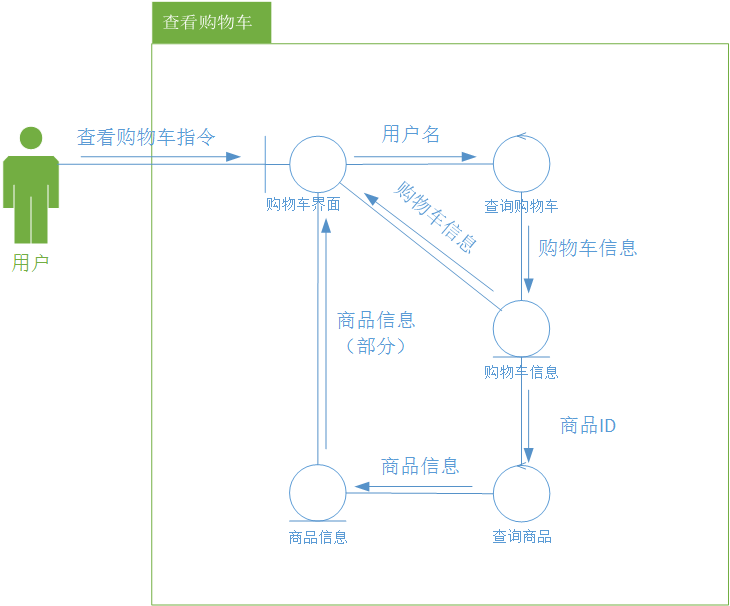 查看购物车
查看购物车指令
用户名
购物车界面
查询购物车
购物车信息
购物车信息
用户
商品信息
（部分）
购物车信息
商品ID
商品信息
商品信息
查询商品